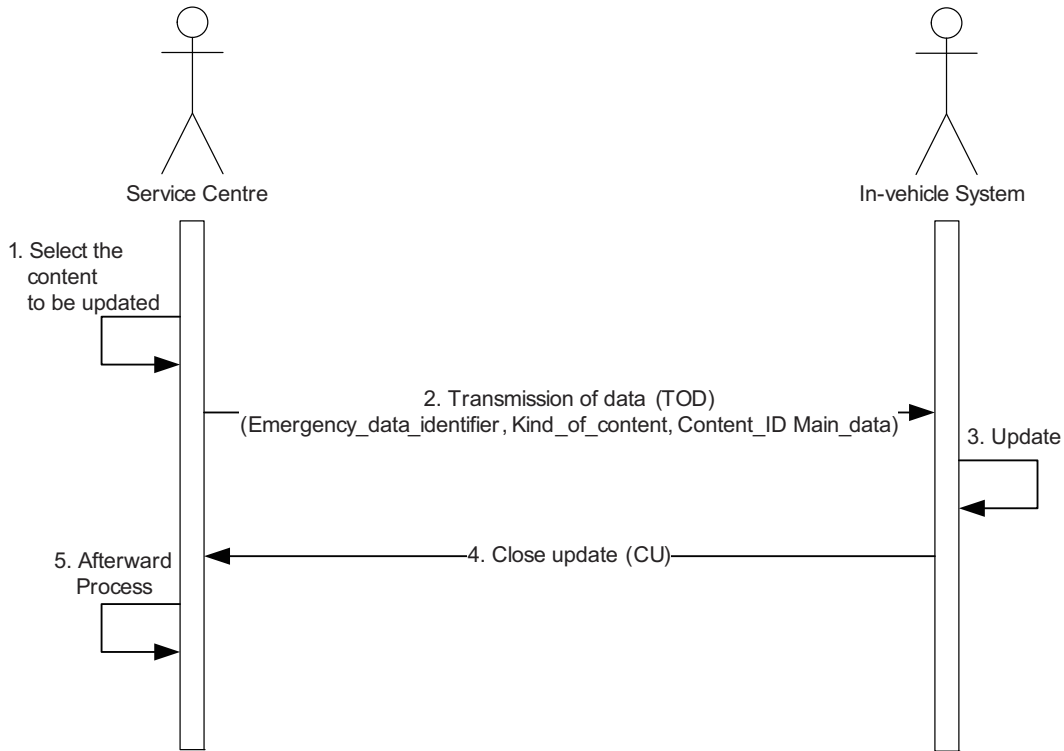 Service Centre
In-vehicle System
1. Select the
content
to be updated
2. Transmission of data (TOD)
(Emergency_data_identifier, Kind_of_content, Content_ID Main_data)
3. Update
4. Close update (CU)
5. Afterward
Process